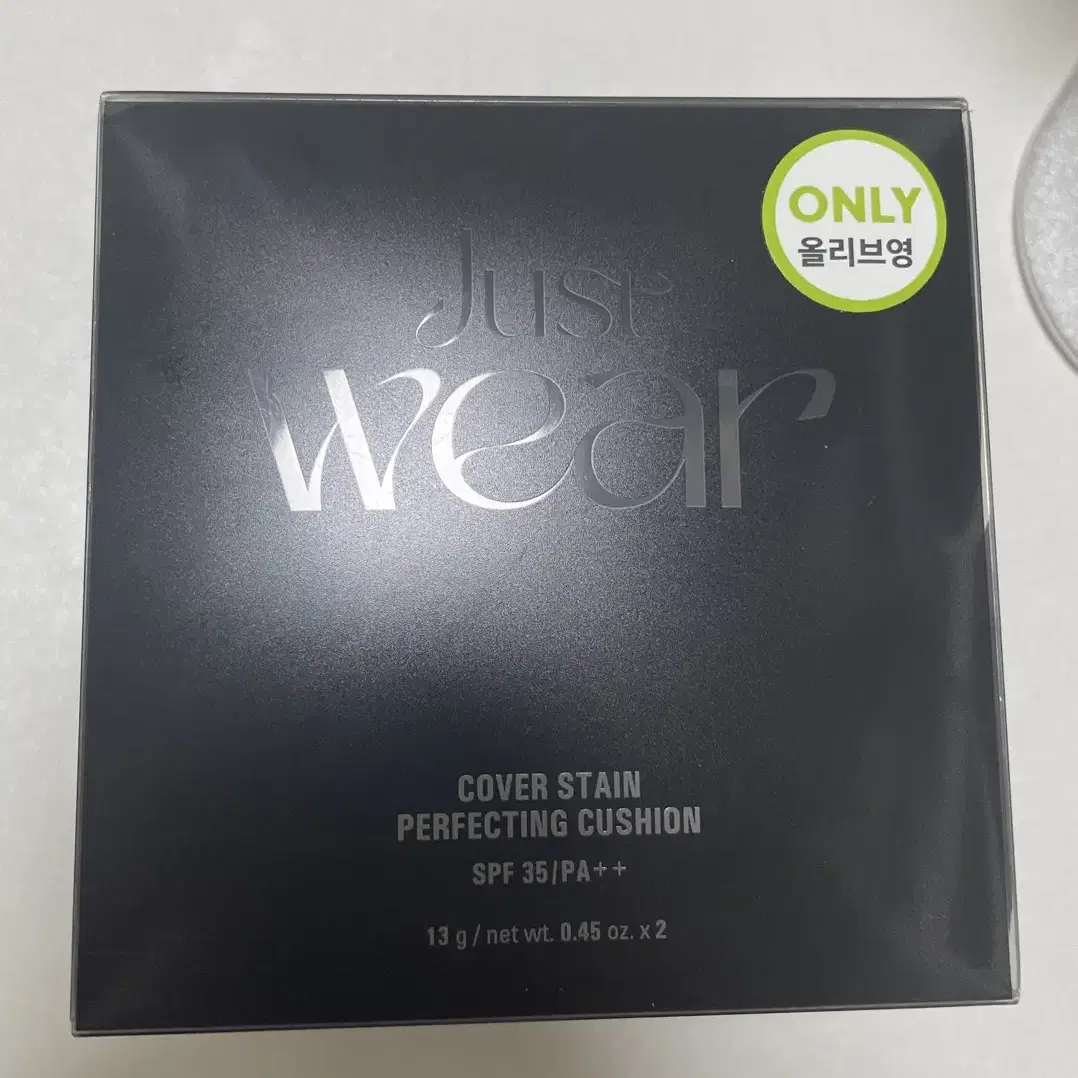 ONLY
올리브영
Just
wear
COVER STAIN
PERFECTING CUSHION
SPF 35/PA++
13 g / net wt. 0.45 oz. x 2